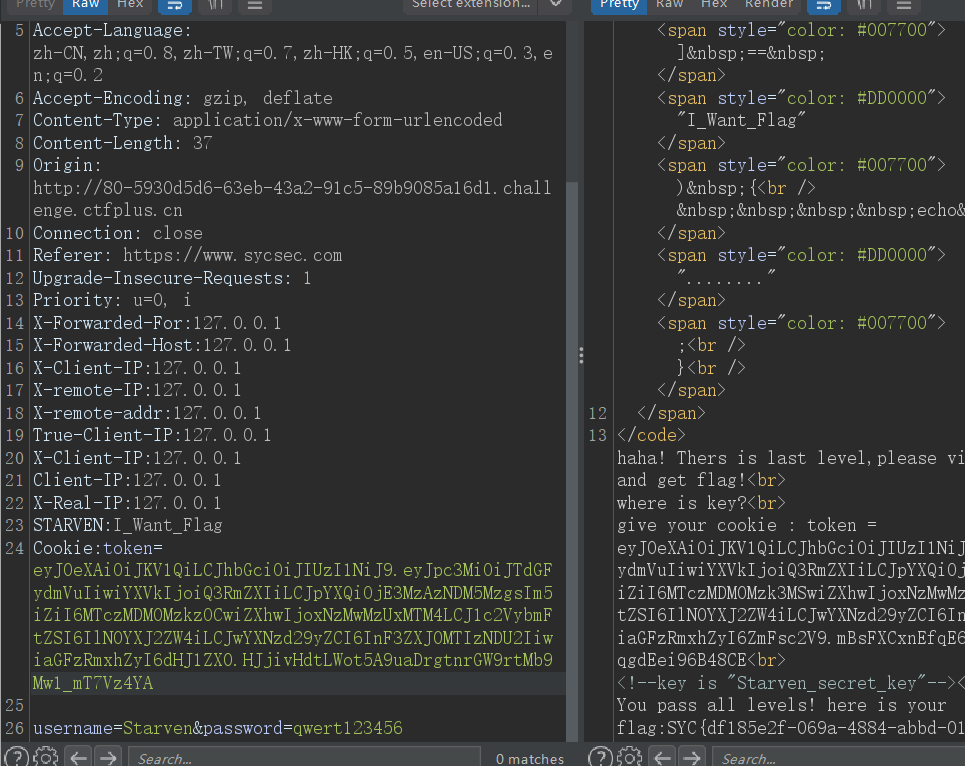 Pretty Raw Hex \n
Select extension...
Pretty Raw Hex Render \n
5 Accept-Language:
zh-CN,zh;q=0.8,zh-TW;q=0.7,zh-HK;q=0.5,en-US;q=0.3,e
n;q=0.2
6 Accept-Encoding: gzip, deflate
7 Content-Type: application/x-www-form-urlencoded
8 Content-Length: 37
9 Origin:
http://80-5930d5d6-63eb-43a2-91c5-89b9085a16d1.chall
enge.ctfplus.cn
10 Connection: close
11 Referer: https://www.sycsec.com
12 Upgrade-Insecure-Requests: 1
13 Priority: u=0, i
14 X-Forwarded-For:127.0.0.1
15 X-Forwarded-Host:127.0.0.1
16 X-Client-IP:127.0.0.1
17 X-remote-IP:127.0.0.1
18 X-remote-addr:127.0.0.1
19 True-Client-IP:127.0.0.1
20 X-Client-IP:127.0.0.1
21 Client-IP:127.0.0.1
22 X-Real-IP:127.0.0.1
23 STARVEN:I_Want_Flag
24 Cookie:token=
eyJ0eXAiOiJKV1QiLCJhbGciOiJIUzI1NiJ9.eyJpc3MiOiJTdGF
ydmVuIiwiYXVkIjoiQ3RmZXIiLCJpYXQiOjE3MzAzNDM5MzgsIm5
iZiI6MTczMDM0MzkzOCwiZXhwIjoxNzMwMzUxMTM4LCJ1c2VybmF
tZSI6IlN0YXJ2ZW4iLCJwYXNzd29yZCI6InF3ZXJ0MTIzNDU2Iiw
iaGFzRmxhZyI6dHJ1ZX0.HJjivHdtLWot5A9uaDrgtnrGW9rtMb9
Mw1_mT7Vz4YA
25
26 username=Starven&password=qwert123456
Search...
0 matches
<span style="color: #007700">
]&nbsp;==&nbsp;
</span>
<span style="color: #DD0000">
"I_Want_Flag"
</span>
<span style="color: #007700">
)&nbsp;{<br />
&nbsp;&nbsp;&nbsp;&nbsp;echo&
</span>
<span style="color: #DD0000">
"........"
</span>
<span style="color: #007700">
;<br />
}<br />
</span>
12 </span>
13 </code>
haha! Thers is last level,please vi
and get flag!<br>
where is key?<br>
give your cookie : token =
eyJ0eXAiOiJKV1QiLCJhbGciOiJIUzI1NiJ
ydmVuIiwiYXVkIjoiQ3RmZXIiLCJpYXQiOj
iZiI6MTczMDM0Mzk3MSwiZXhwIjoxNzMwMz
tZSI6IlN0YXJ2ZW4iLCJwYXNzd29yZCI6In
iaGFzRmxhZyI6ZmFsc2V9.mBsFXCxnEfqE6
qgdEei96B48CE<br>
<!--key is "Starven_secret_key"--><
You pass all levels! here is your
flag:SYC{df185e2f-069a-4884-abbd-01
Search...